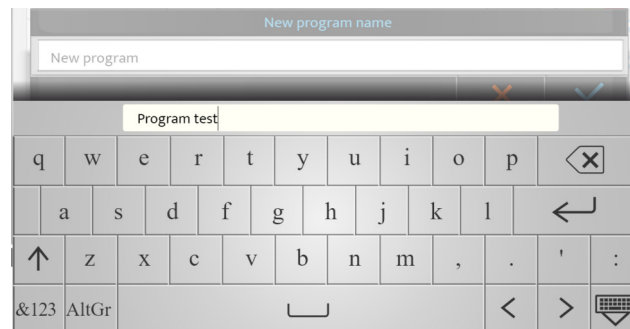 New program name
New program
Program test
q w e r t y u i o p
a s d f g h j k l
z x c v b n m , . ' :
&123 AltGr < >